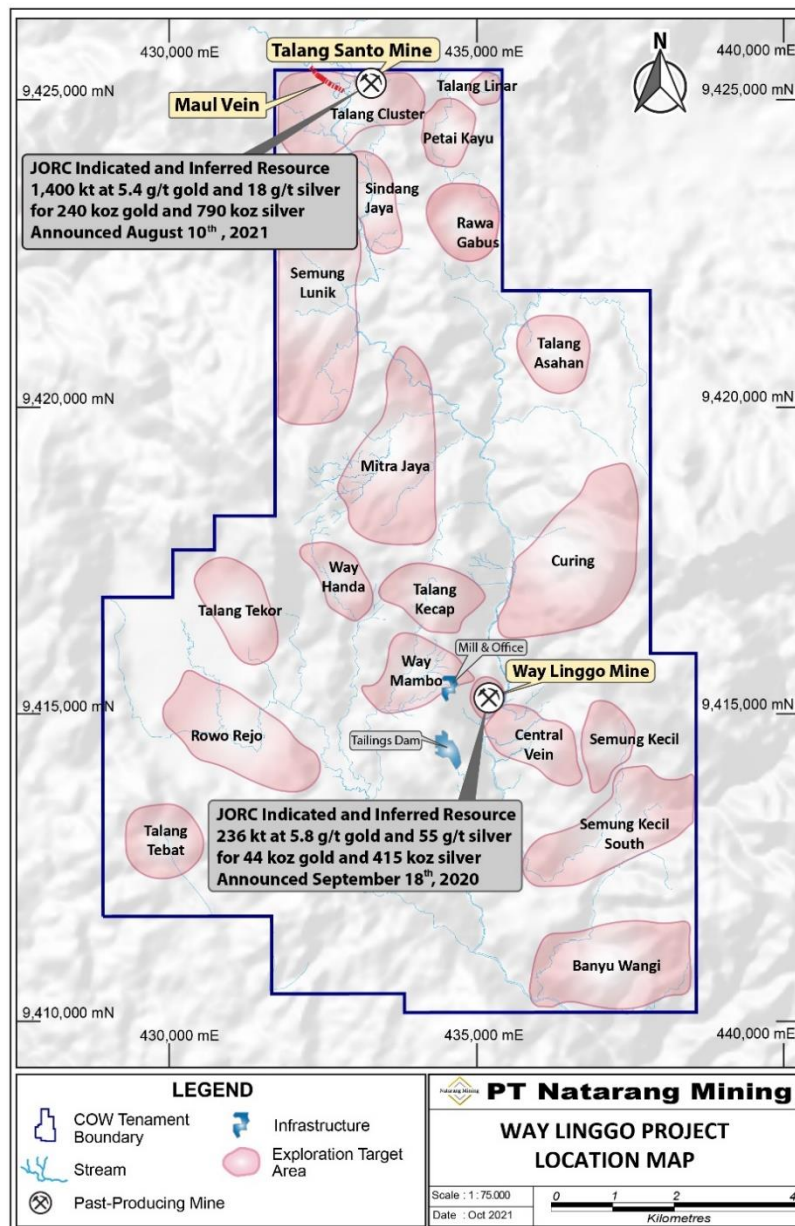 430,000 mE
435,000 mE
440,000 mE
N
Talang Santo Mine
9,425,000 mN
9,425,000 mN
Maul Vein
Talang Linar
Talang Cluster
Petai Kayu
JORC Indicated and Inferred Resource
1,400 kt at 5.4 g/t gold and 18 g/t silver
for 240 koz gold and 790 koz silver
Announced August 10th , 2021
Sindang
Jaya
Rawa
Gabus
Semung
Lunik
Talang
Asahan
9,420,000 mN
9,420,000 mN
Mitra Jaya
Curing
Way
Handa
Talang
Kecap
Talang Tekor
Mill & Office
Way
Mambo
Way Linggo Mine
9,415,000 mN
9,415,000 mN
Rowo Rejo
Tailings Dam
Central
Vein
Semung Kecil
JORC Indicated and Inferred Resource
236 kt at 5.8 g/t gold and 55 g/t silver
for 44 koz gold and 415 koz silver
Announced September 18th, 2020
Talang
Tebat
Semung Kecil
South
Banyu Wangi
9,410,000 mN
9,410,000 mN
430,000 mE
435,000 mE
440,000 mE
LEGEND
COW Tenament
Boundary
Infrastructure
Stream
Exploration Target
Area
Past-Producing Mine
Natarang Mining
PT Natarang Mining
WAY LINGGO PROJECT
LOCATION MAP
Scale : 1 : 75.000
Date : Oct 2021
0 1 2 4
Kilometres